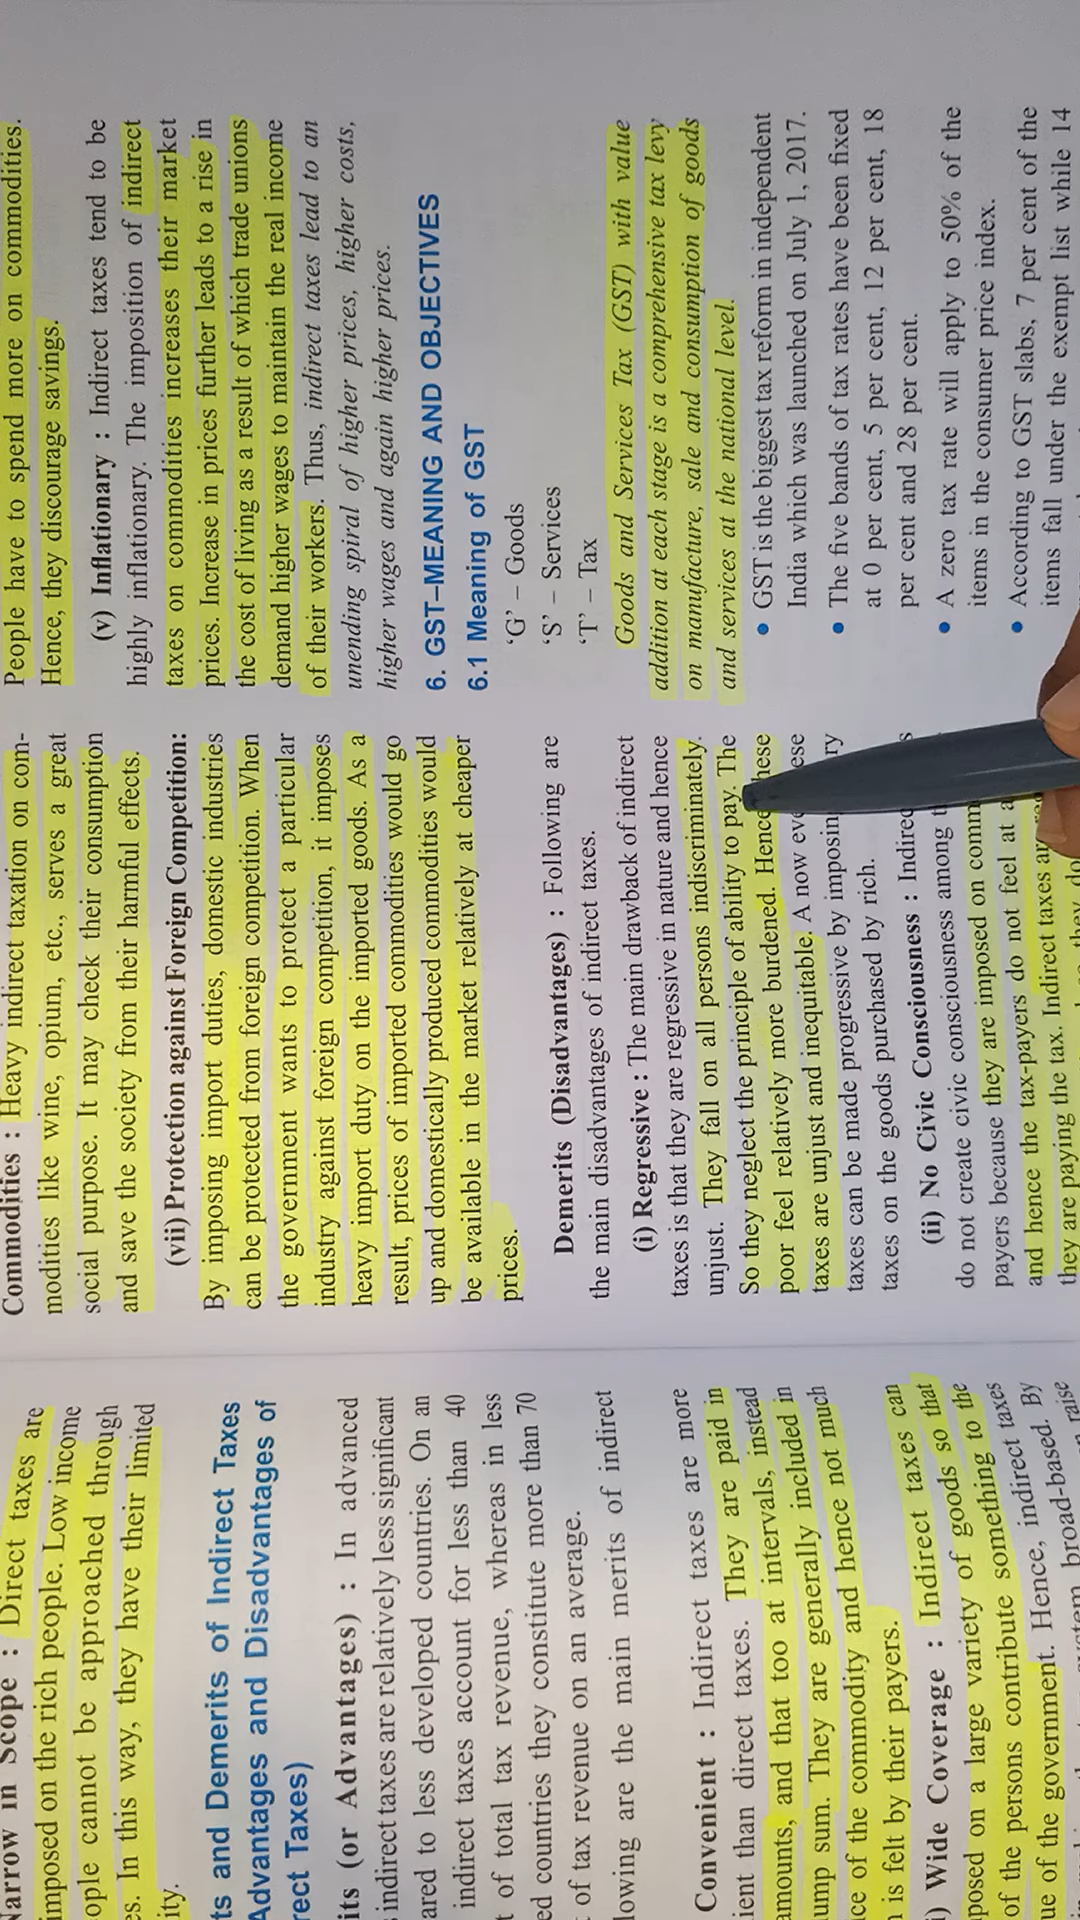 Narrow in Scope : Direct taxes are
imposed on the rich people. Low income
ople cannot be approached through
es. In this way, they have their limited
ity.
ts and Demerits of Indirect Taxes
Advantages and Disadvantages of
rect Taxes)
its (or Advantages) : In advanced
indirect taxes are relatively less significant
ared to less developed countries. On an
indirect taxes account for less than 40
t of total tax revenue, whereas in less
ed countries they constitute more than 70
of tax revenue on an average.
lowing are the main merits of indirect
Convenient : Indirect taxes are more
ient than direct taxes. They are paid in
amounts, and that too at intervals, instead
ump sum. They are generally included in
ce of the commodity and hence not much
is felt by their payers.
) Wide Coverage : Indirect taxes can
posed on a large variety of goods so that
of the persons contribute something to the
ue of the government. Hence, indirect taxes
broad-based. By
raise
Commodities : Heavy indirect taxation on com-
modities like wine, opium, etc., serves a great
social purpose. It may check their consumption
and save the society from their harmful effects.
(vii) Protection against Foreign Competition:
By imposing import duties, domestic industries
can be protected from foreign competition. When
the government wants to protect a particular
industry against foreign competition, it imposes
heavy import duty on the imported goods. As a
result, prices of imported commodities would go
up and domestically produced commodities would
be available in the market relatively at cheaper
prices.
Demerits (Disadvantages) : Following are
the main disadvantages of indirect taxes.
(i) Regressive : The main drawback of indirect
taxes is that they are regressive in nature and hence
unjust. They fall on all persons indiscriminately.
So they neglect the principle of ability to pay. The
poor feel relatively more burdened. Hence these
taxes are unjust and inequitable. A now ese
taxes can be made progressive by imposin ry
taxes on the goods purchased by rich.
(ii) No Civic Consciousness : Indirec s
do not create civic consciousness among
payers because they are imposed on comm
and hence the tax-payers do not feel at
they are paying the tax. Indirect taxes
they do
People have to spend more on commodities.
Hence, they discourage savings.
(v) Inflationary : Indirect taxes tend to be
highly inflationary. The imposition of indirect
taxes on commodities increases their market
prices. Increase in prices further leads to a rise in
the cost of living as a result of which trade unions
demand higher wages to maintain the real income
of their workers. Thus, indirect taxes lead to an
unending spiral of higher prices, higher costs,
higher wages and again higher prices.
6. GST–MEANING AND OBJECTIVES
6.1 Meaning of GST
‘G’ – Goods
‘S’ – Services
‘T’ – Tax
Goods and Services Tax (GST) with value
addition at each stage is a comprehensive tax levy
on manufacture, sale and consumption of goods
and services at the national level.
• GST is the biggest tax reform in independent
India which was launched on July 1, 2017.
• The five bands of tax rates have been fixed
at 0 per cent, 5 per cent, 12 per cent, 18
per cent and 28 per cent.
• A zero tax rate will apply to 50% of the
items in the consumer price index.
• According to GST slabs, 7 per cent of the
items fall under the exempt list while 14